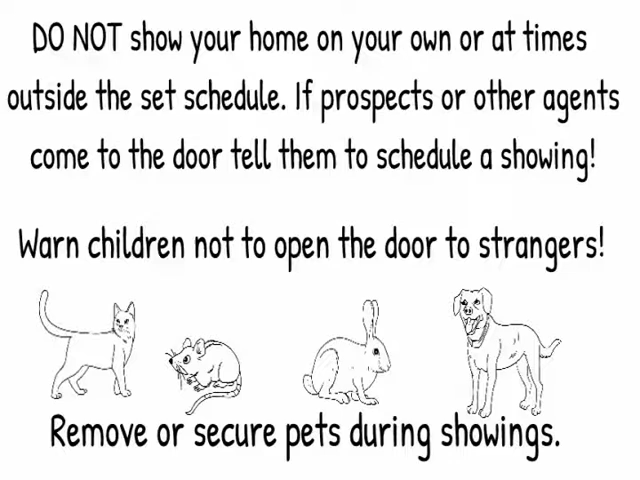 DO NOT show your home on your own or at times
outside the set schedule. If prospects or other agents
come to the door tell them to schedule a showing!
Warn children not to open the door to strangers!
Remove or secure pets during showings.